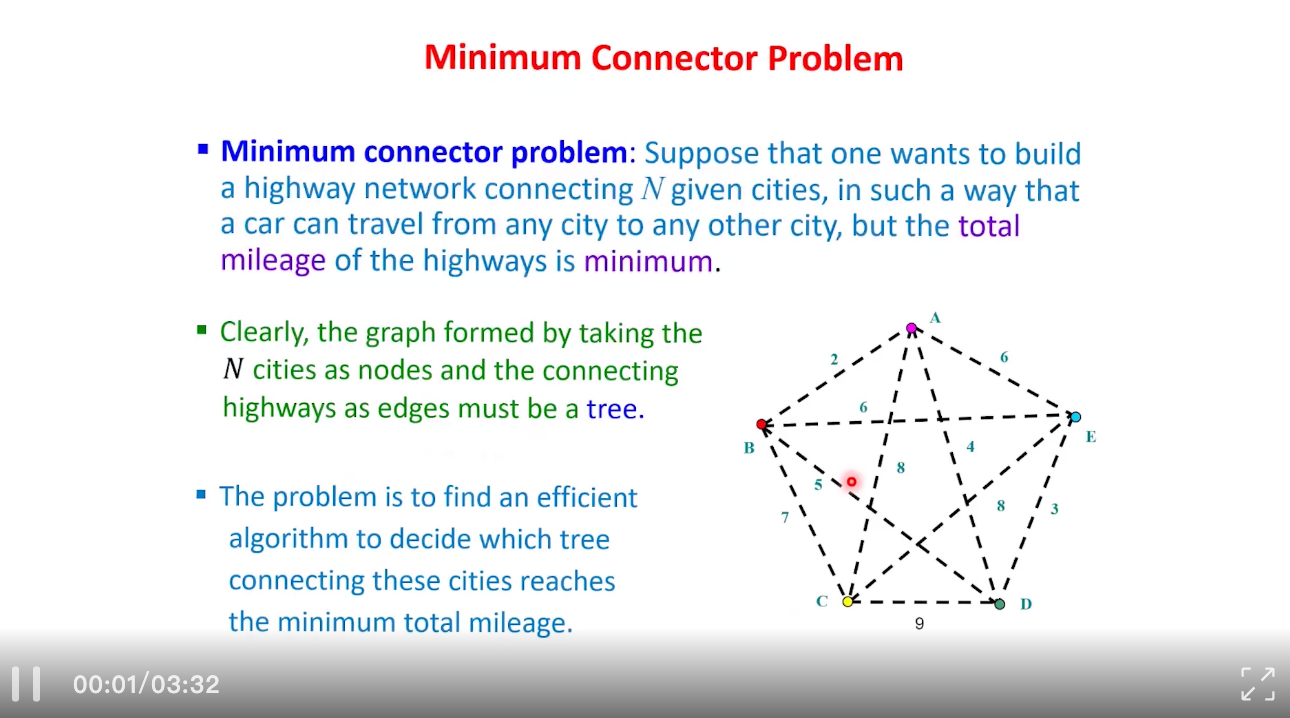 Minimum Connector Problem
▪ Minimum connector problem: Suppose that one wants to build
a highway network connecting N given cities, in such a way that
a car can travel from any city to any other city, but the total
mileage of the highways is minimum.
▪ Clearly, the graph formed by taking the
N cities as nodes and the connecting
highways as edges must be a tree.
▪ The problem is to find an efficient
algorithm to decide which tree
connecting these cities reaches
the minimum total mileage.
A
2
6
6
B
E
4
8
5
8
3
7
C
D
9
00:01/03:32